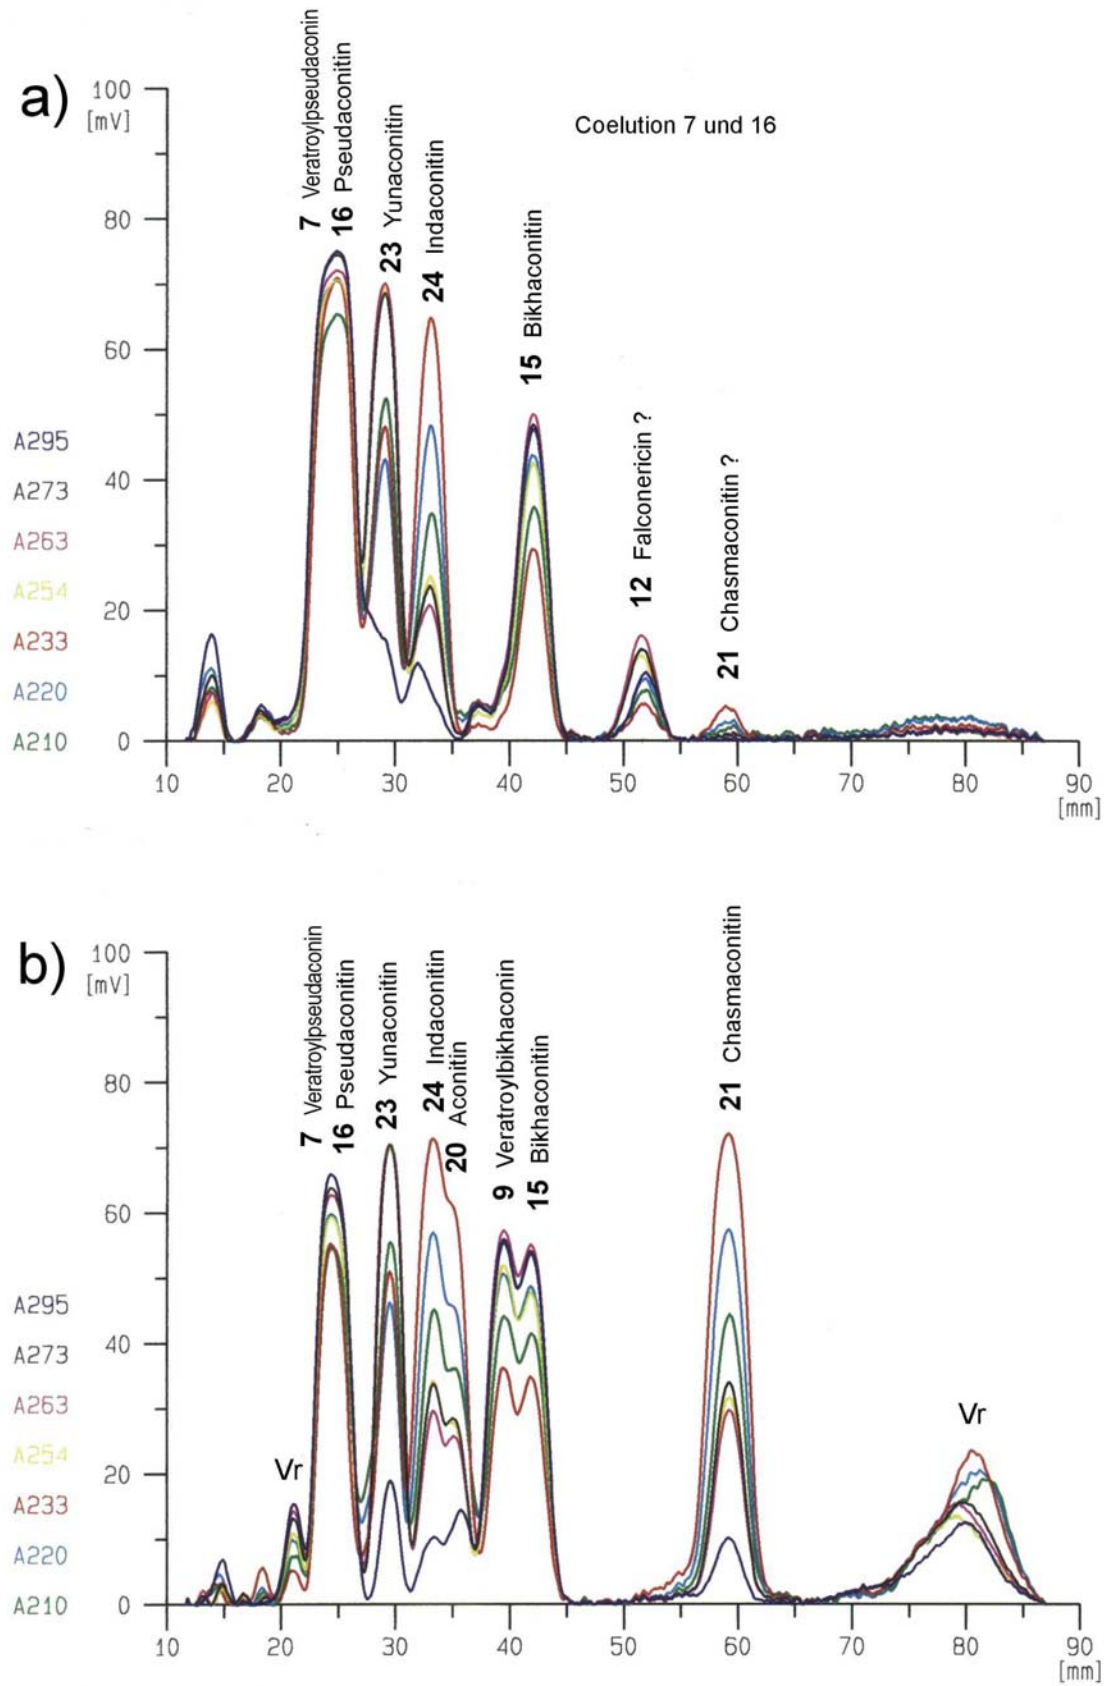 a)
100
[mV]
80
60
40
20
0
A295
A273
A263
A254
A233
A220
A210
7 Veratroylpseudaconin
16 Pseudaconitin
23 Yunaconitin
24 Indaconitin
15 Bikhaconitin
12 Falconericin ?
21 Chasmaconitin ?
Coelution 7 und 16
10 20 30 40 50 60 70 80 90
[mm]
b)
100
[mV]
80
60
40
20
0
A295
A273
A263
A254
A233
A220
A210
Vr
7 Veratroylpseudaconin
16 Pseudaconitin
23 Yunaconitin
24 Indaconitin
20 Aconitin
9 Veratroylbikhaconin
15 Bikhaconitin
21 Chasmaconitin
Vr
10 20 30 40 50 60 70 80 90
[mm]